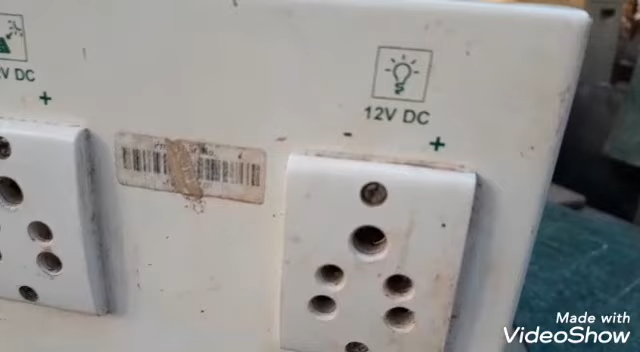 V DC
+
12V DC
- +
Made with
VideoShow